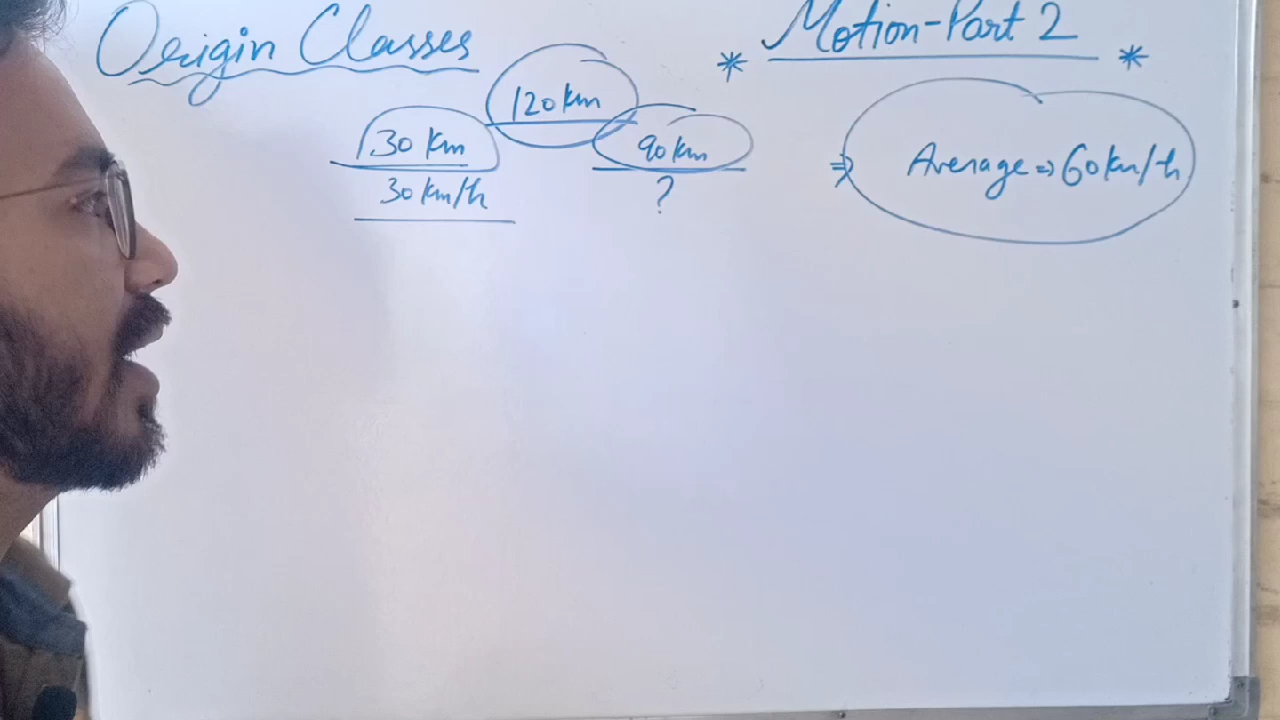 Origin Classes
* Motion-Part 2 *
120 km
30 km
90 km
30 km/h
?
⇒ Average ⇒ 60 km/h